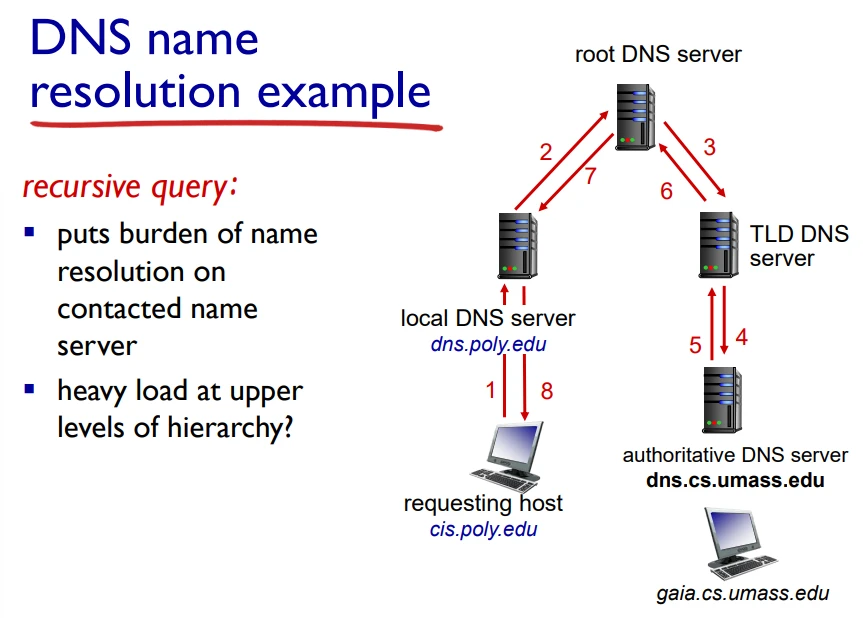 DNS name
resolution example
recursive query:
▪ puts burden of name
resolution on
contacted name
server
▪ heavy load at upper
levels of hierarchy?
root DNS server
2
3
7
6
TLD DNS
server
local DNS server
dns.poly.edu
5
4
1
8
authoritative DNS server
dns.cs.umass.edu
requesting host
cis.poly.edu
gaia.cs.umass.edu